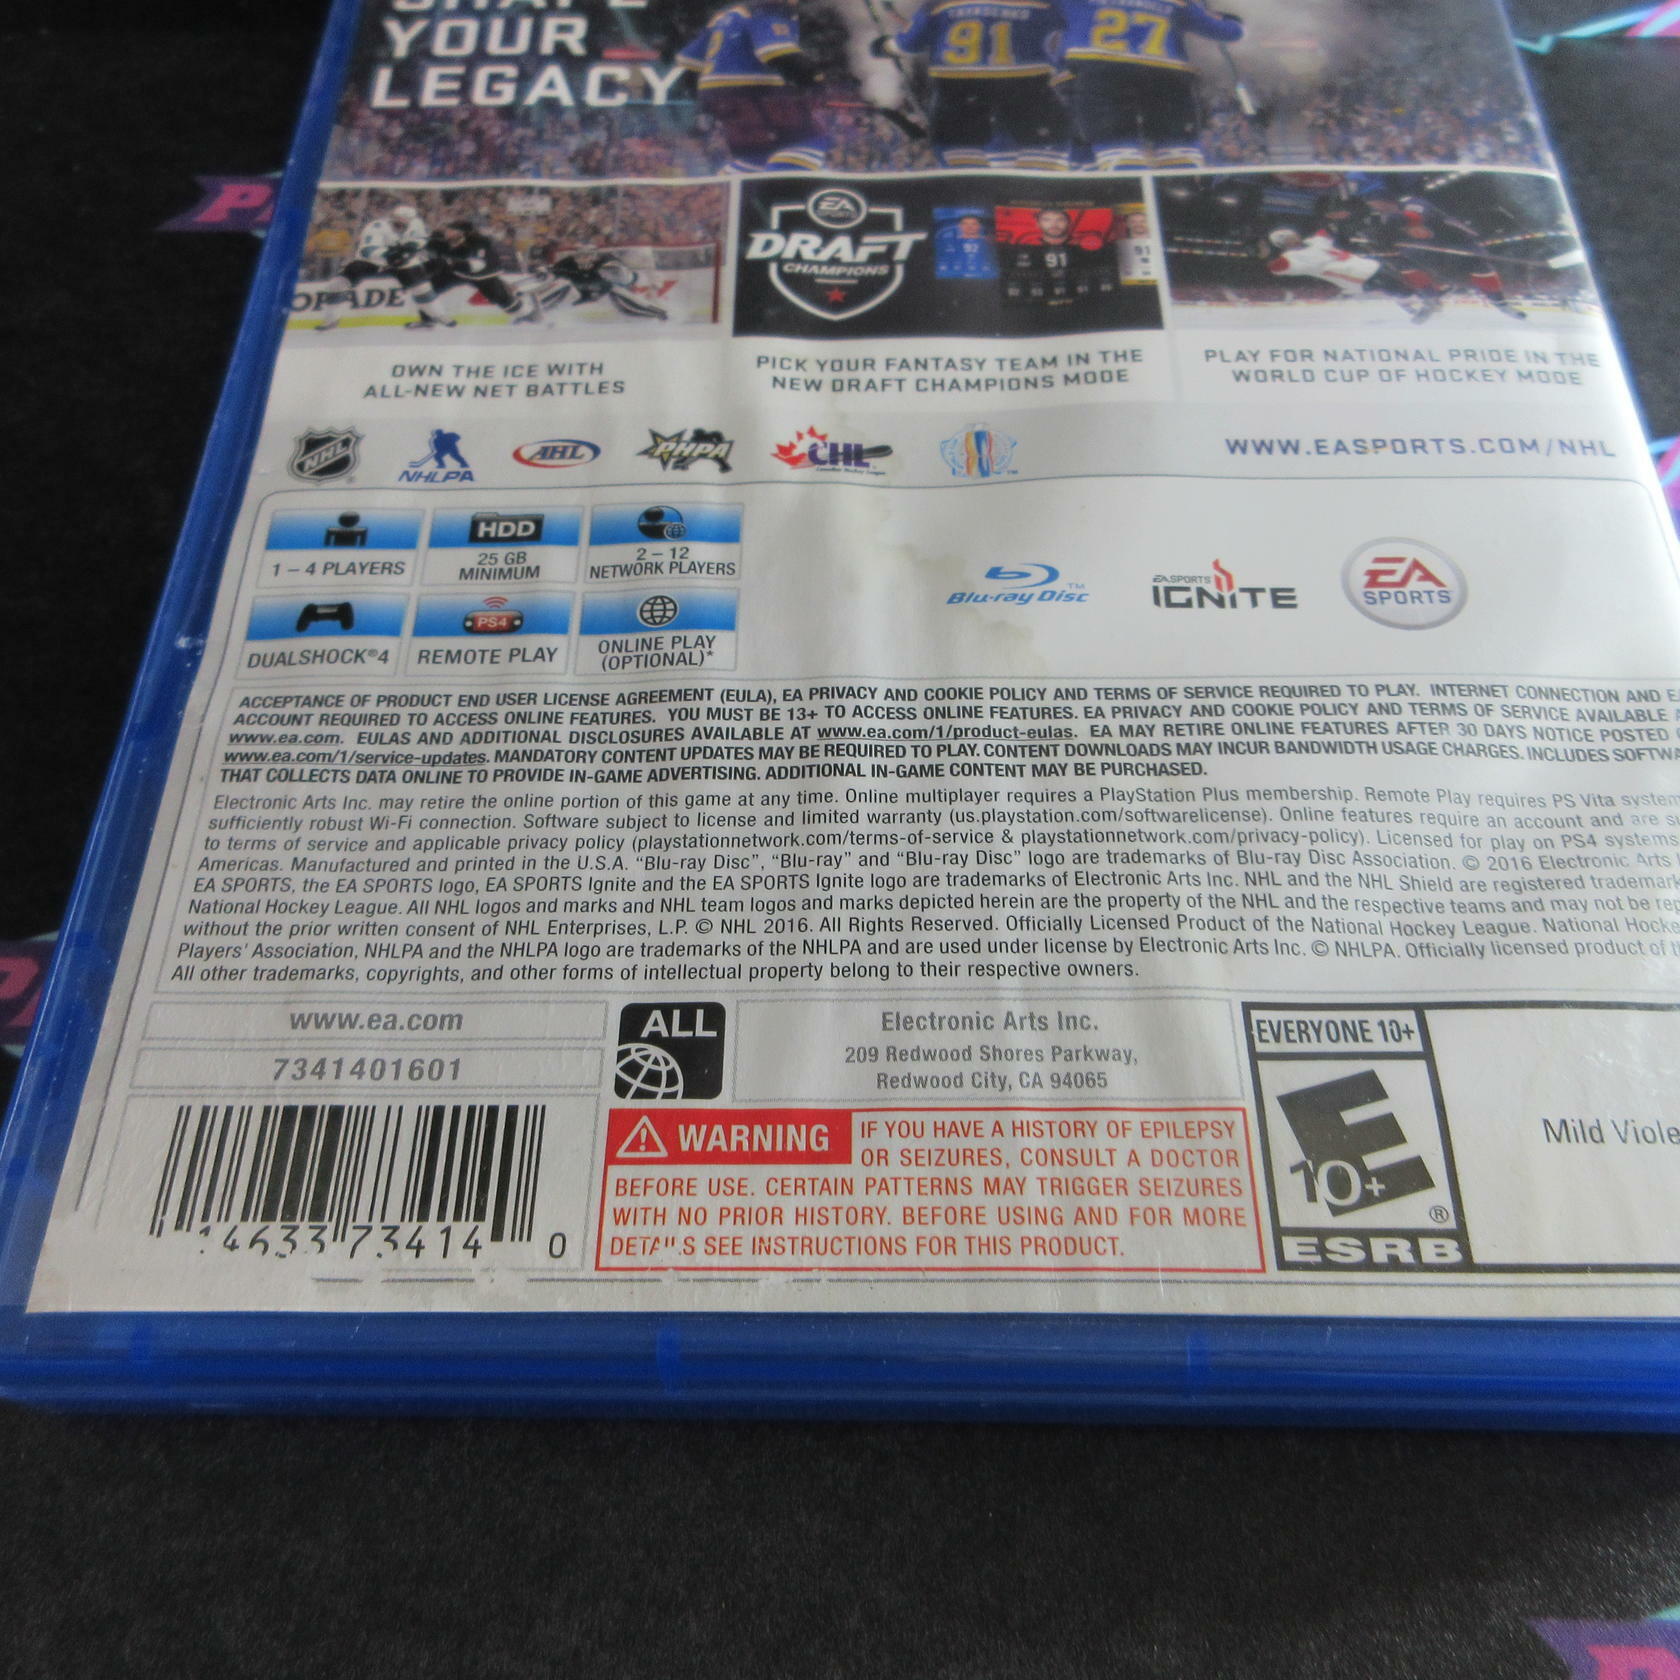 YOUR
LEGACY
91
27
EA
SPORTS
DRAFT
CHAMPIONS
92
91
91
OWN THE ICE WITH
ALL-NEW NET BATTLES
PICK YOUR FANTASY TEAM IN THE
NEW DRAFT CHAMPIONS MODE
PLAY FOR NATIONAL PRIDE IN THE
WORLD CUP OF HOCKEY MODE
NHL
NHLPA
AHL
PHPA
CHL
WWW.EASPORTS.COM/NHL
1 – 4 PLAYERS
HDD
25 GB
MINIMUM
2 – 12
NETWORK PLAYERS
DUALSHOCK®4
PS4
REMOTE PLAY
ONLINE PLAY
(OPTIONAL)*
Blu-ray Disc™
EA SPORTS
IGNITE
EA
SPORTS
ACCEPTANCE OF PRODUCT END USER LICENSE AGREEMENT (EULA), EA PRIVACY AND COOKIE POLICY AND TERMS OF SERVICE REQUIRED TO PLAY. INTERNET CONNECTION AND
ACCOUNT REQUIRED TO ACCESS ONLINE FEATURES. YOU MUST BE 13+ TO ACCESS ONLINE FEATURES. EA PRIVACY AND COOKIE POLICY AND TERMS OF SERVICE AVAILABLE
www.ea.com. EULAS AND ADDITIONAL DISCLOSURES AVAILABLE AT www.ea.com/1/product-eulas. EA MAY RETIRE ONLINE FEATURES AFTER 30 DAYS NOTICE POSTED
www.ea.com/1/service-updates. MANDATORY CONTENT UPDATES MAY BE REQUIRED TO PLAY. CONTENT DOWNLOADS MAY INCUR BANDWIDTH USAGE CHARGES. INCLUDES SOFTWA
THAT COLLECTS DATA ONLINE TO PROVIDE IN-GAME ADVERTISING. ADDITIONAL IN-GAME CONTENT MAY BE PURCHASED.
Electronic Arts Inc. may retire the online portion of this game at any time. Online multiplayer requires a PlayStation Plus membership. Remote Play requires PS Vita system
sufficiently robust Wi-Fi connection. Software subject to license and limited warranty (us.playstation.com/softwarelicense). Online features require an account and are su
to terms of service and applicable privacy policy (playstationnetwork.com/terms-of-service & playstationnetwork.com/privacy-policy). Licensed for play on PS4 systems
Americas. Manufactured and printed in the U.S.A. “Blu-ray Disc”, “Blu-ray” and “Blu-ray Disc” logo are trademarks of Blu-ray Disc Association. © 2016 Electronic Arts
EA SPORTS, the EA SPORTS logo, EA SPORTS Ignite and the EA SPORTS Ignite logo are trademarks of Electronic Arts Inc. NHL and the NHL Shield are registered trademark
National Hockey League. All NHL logos and marks and NHL team logos and marks depicted herein are the property of the NHL and the respective teams and may not be rep
without the prior written consent of NHL Enterprises, L.P. © NHL 2016. All Rights Reserved. Officially Licensed Product of the National Hockey League. National Hocke
Players' Association, NHLPA and the NHLPA logo are trademarks of the NHLPA and are used under license by Electronic Arts Inc. © NHLPA. Officially licensed product of
All other trademarks, copyrights, and other forms of intellectual property belong to their respective owners.
www.ea.com
7341401601
ALL
Electronic Arts Inc.
209 Redwood Shores Parkway,
Redwood City, CA 94065
WARNING
IF YOU HAVE A HISTORY OF EPILEPSY
OR SEIZURES, CONSULT A DOCTOR
BEFORE USE. CERTAIN PATTERNS MAY TRIGGER SEIZURES
WITH NO PRIOR HISTORY. BEFORE USING AND FOR MORE
DETAILS SEE INSTRUCTIONS FOR THIS PRODUCT.
14633 73414 0
EVERYONE 10+
E
10+
®
ESRB
Mild Viole